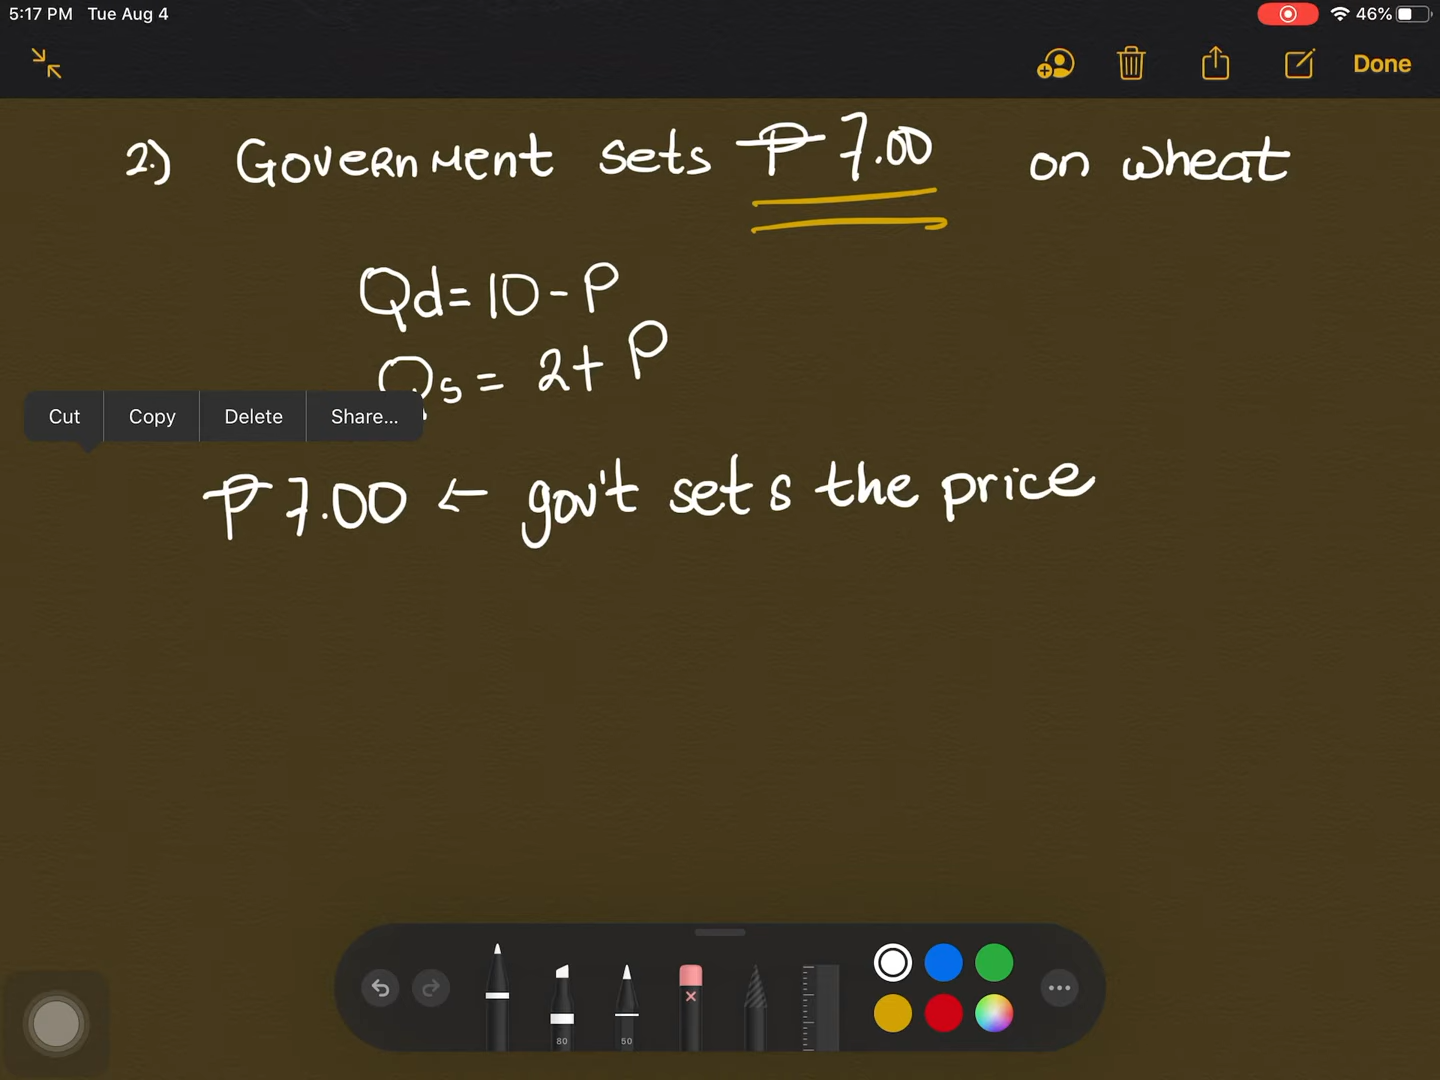 5:17 PM Tue Aug 4 46%
Done
2.) Government sets ₱ 7.00 on wheat
Qd = 10 - P
Qs = 2 + P
Cut Copy Delete Share...
₱ 7.00 ← gov't sets the price
80 50